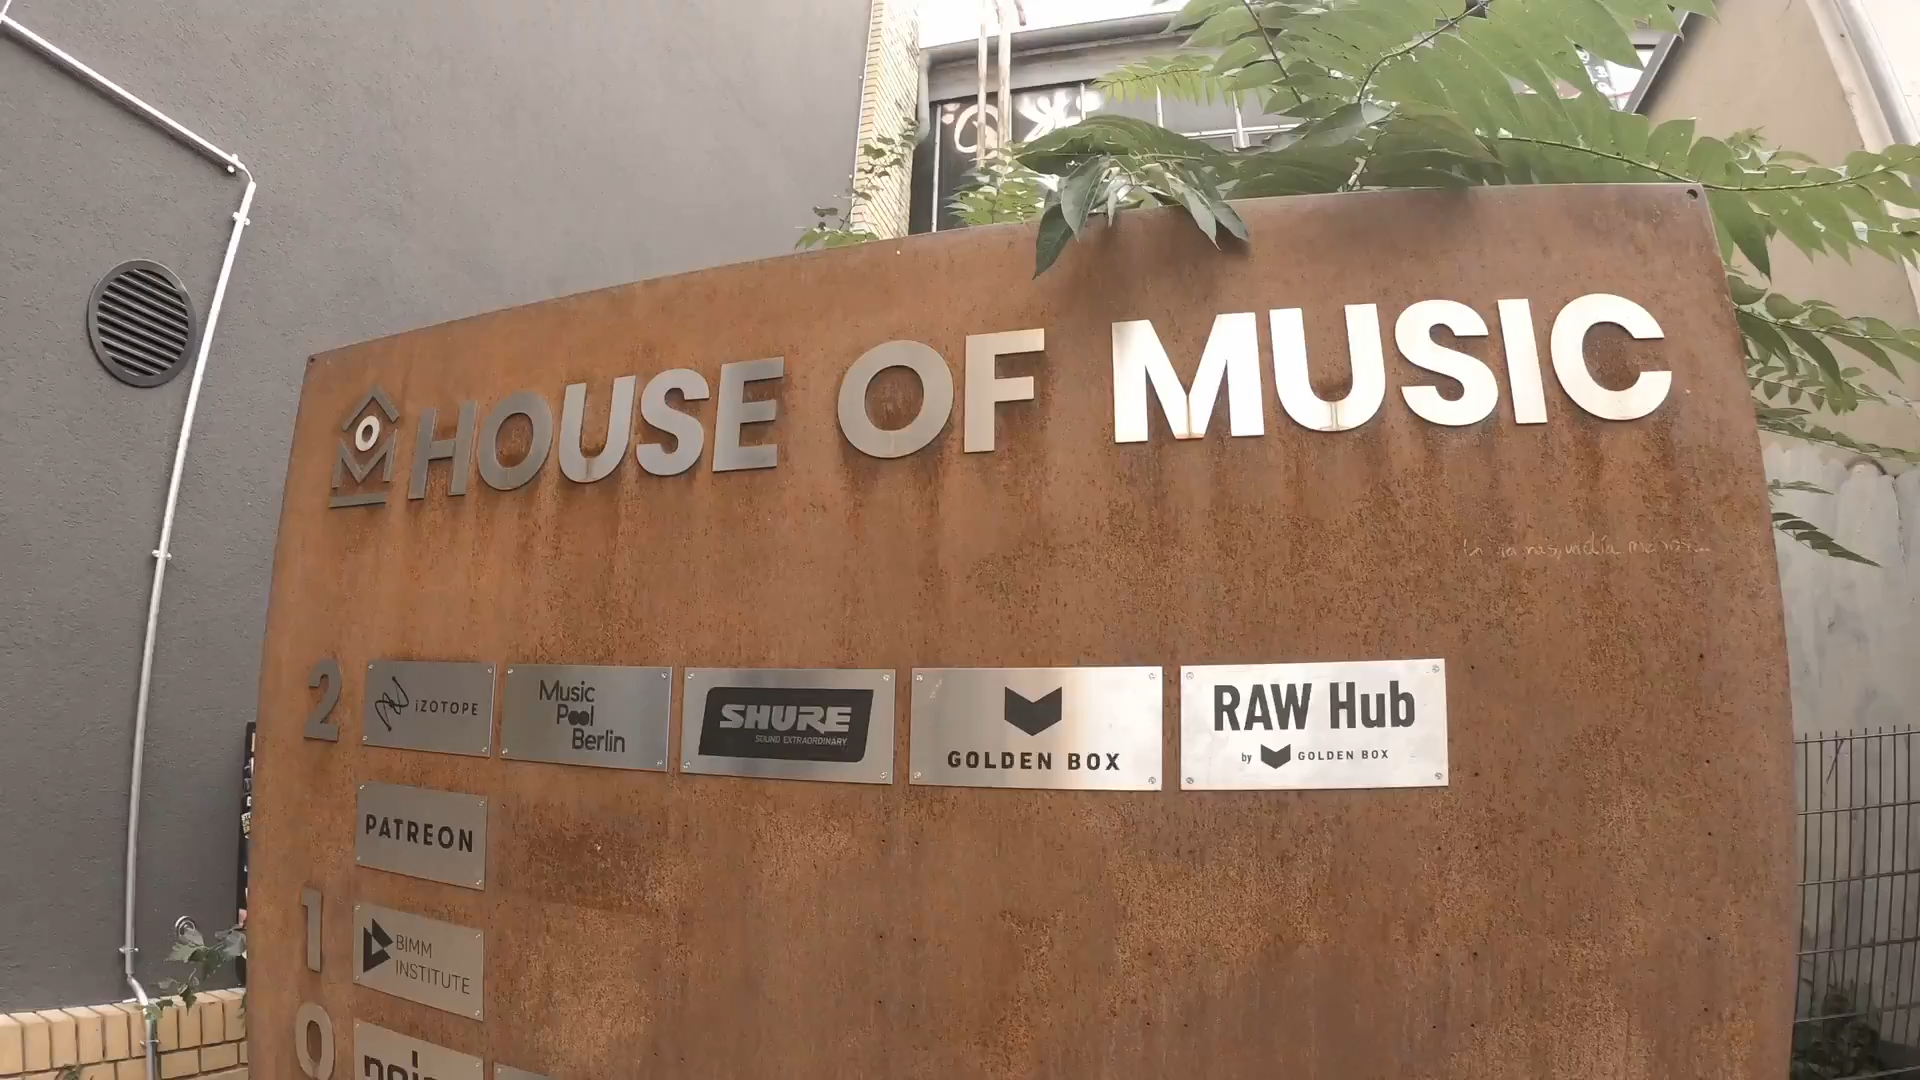 HOUSE OF MUSIC
2
iZOTOPE
Music
Pool
Berlin
SHURE
SOUND EXTRAORDINARY
GOLDEN BOX
RAW Hub
by GOLDEN BOX
PATREON
1
BIMM
INSTITUTE
0